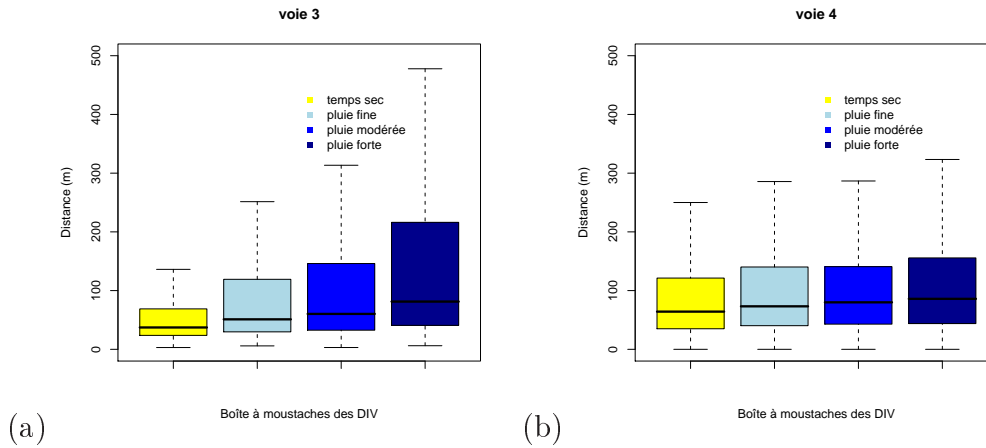 voie 3
500
400
300
200
100
0
Distance (m)
temps sec
pluie fine
pluie modérée
pluie forte
Boîte à moustaches des DIV
(a)
voie 4
500
400
300
200
100
0
Distance (m)
temps sec
pluie fine
pluie modérée
pluie forte
Boîte à moustaches des DIV
(b)